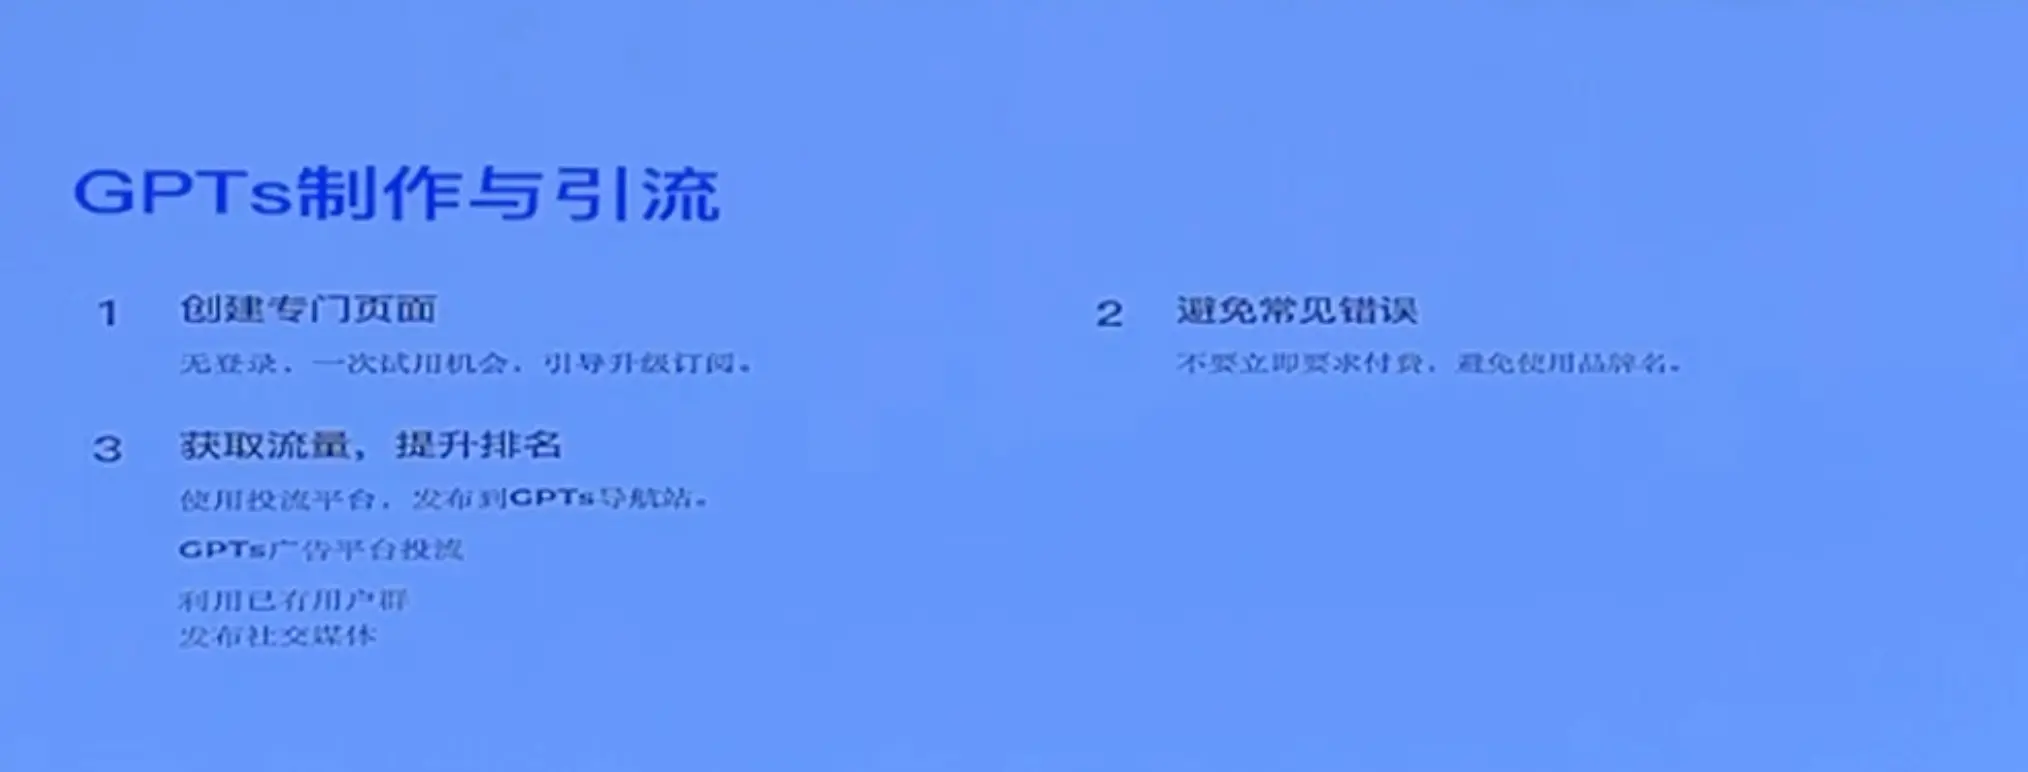 GPTs制作与引流
1 创建专门页面
无登录，一次试用机会，引导升级订阅。
2 避免常见错误
不要立即要求付费，避免使用品牌名。
3 获取流量，提升排名
使用投流平台，发布到GPTs导航站。
GPTs广告平台投流
利用已有用户群
发布社交媒体